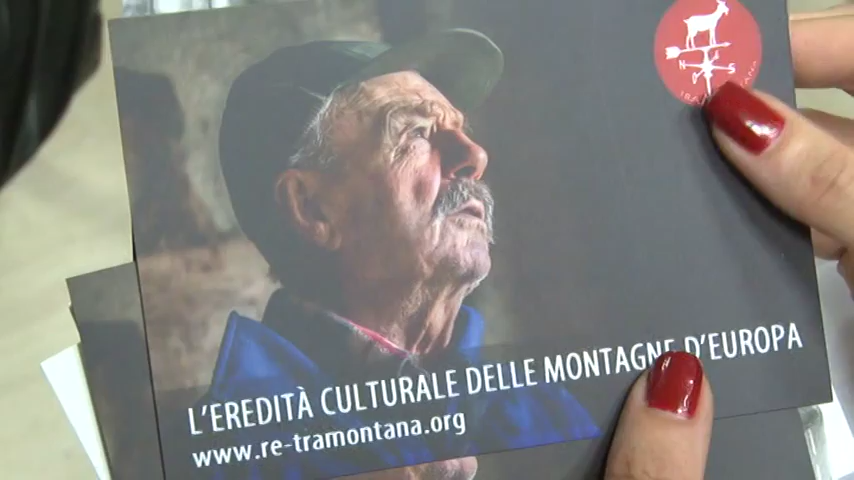 N
S
L'EREDITÀ CULTURALE DELLE MONTAGNE D'EUROPA
www.re-tramontana.org